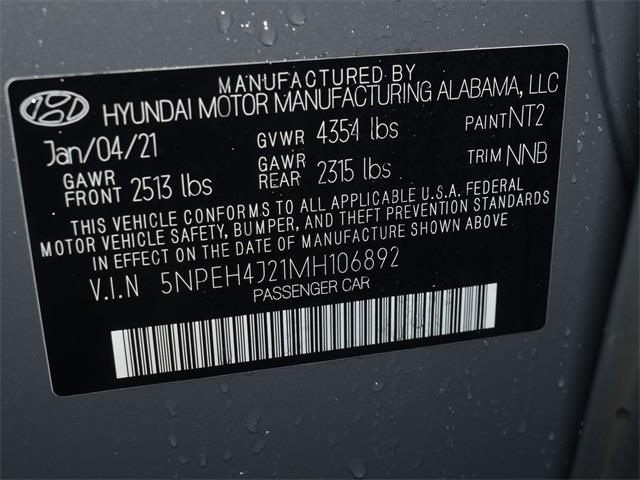 MANUFACTURED BY
HYUNDAI MOTOR MANUFACTURING ALABAMA, LLC
Jan/04/21 GVWR 4354 lbs PAINT NT2
GAWR FRONT 2513 lbs GAWR REAR 2315 lbs TRIM NNB
THIS VEHICLE CONFORMS TO ALL APPLICABLE U.S.A. FEDERAL
MOTOR VEHICLE SAFETY, BUMPER, AND THEFT PREVENTION STANDARDS
IN EFFECT ON THE DATE OF MANUFACTURE SHOWN ABOVE
V.I.N 5NPEH4J21MH106892
PASSENGER CAR